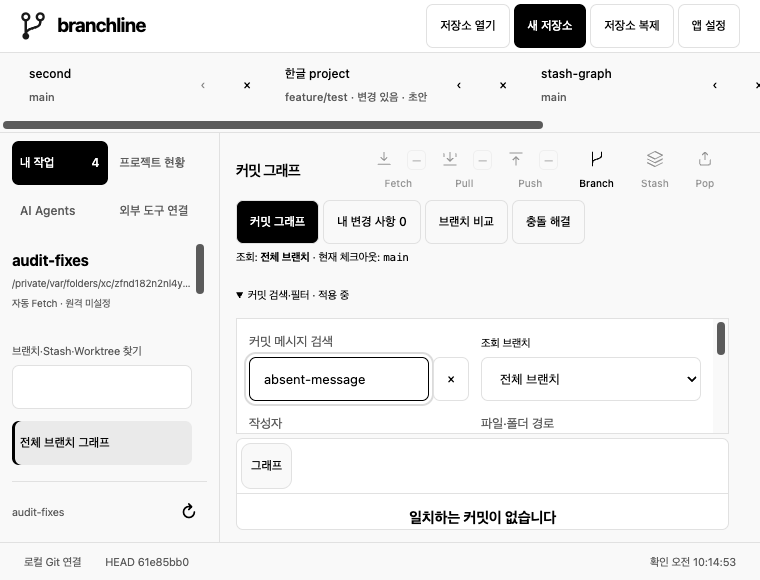 branchline
저장소 열기
새 저장소
저장소 복제
앱 설정
second
main
한글 project
feature/test · 변경 있음 · 초안
stash-graph
main
내 작업 4
프로젝트 현황
AI Agents
외부 도구 연결
audit-fixes
/private/var/folders/xc/zfnd182n2nl4y...
자동 Fetch · 원격 미설정
브랜치·Stash·Worktree 찾기
전체 브랜치 그래프
audit-fixes
커밋 그래프
Fetch
Pull
Push
Branch
Stash
Pop
커밋 그래프
내 변경 사항 0
브랜치 비교
충돌 해결
조회: 전체 브랜치 · 현재 체크아웃: main
▼ 커밋 검색·필터 · 적용 중
커밋 메시지 검색
조회 브랜치
absent-message
전체 브랜치
작성자
파일·폴더 경로
그래프
일치하는 커밋이 없습니다
로컬 Git 연결
HEAD 61e85bb0
확인 오전 10:14:53